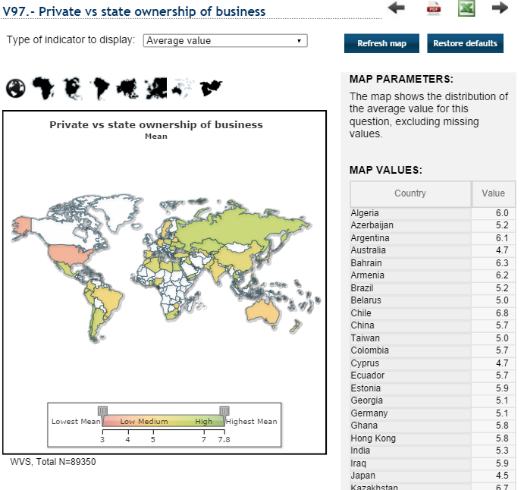 V97.- Private vs state ownership of business
Type of indicator to display: Average value
Refresh map
Restore defaults
Private vs state ownership of business
Mean
Lowest Mean
Low Medium
High
Highest Mean
3 4 5 7 7.8
WVS, Total N=89350
MAP PARAMETERS:
The map shows the distribution of
the average value for this
question, excluding missing
values.
MAP VALUES:
Country Value
Algeria 6.0
Azerbaijan 5.2
Argentina 6.1
Australia 4.7
Bahrain 6.3
Armenia 6.2
Brazil 5.2
Belarus 5.0
Chile 6.8
China 5.7
Taiwan 5.0
Colombia 5.7
Cyprus 4.7
Ecuador 5.7
Estonia 5.9
Georgia 5.1
Germany 5.1
Ghana 5.8
Hong Kong 5.8
India 5.3
Iraq 5.9
Japan 4.5
Kazakhstan 6.7